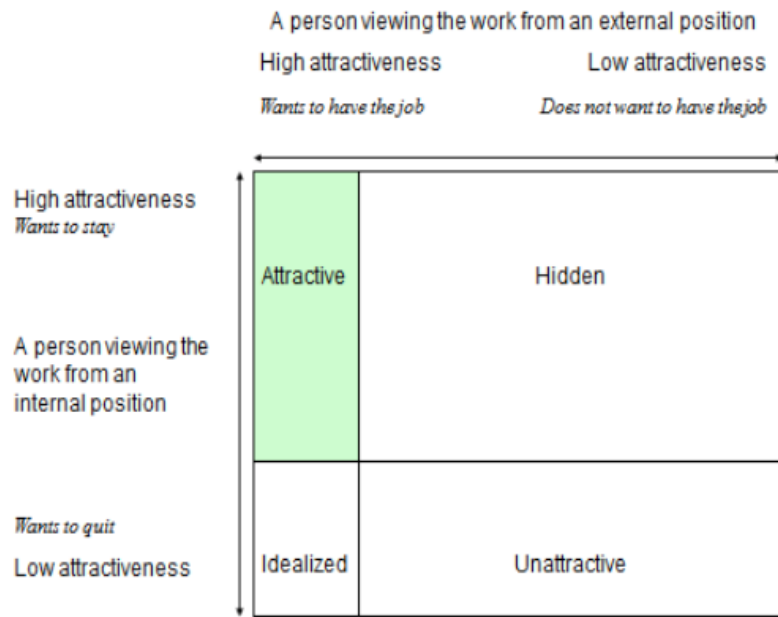 A person viewing the work from an external position
High attractiveness Low attractiveness
Wants to have the job Does not want to have thejob
High attractiveness
Wants to stay
Attractive Hidden
A person viewing the
work from an
internal position
Wants to quit
Low attractiveness
Idealized Unattractive